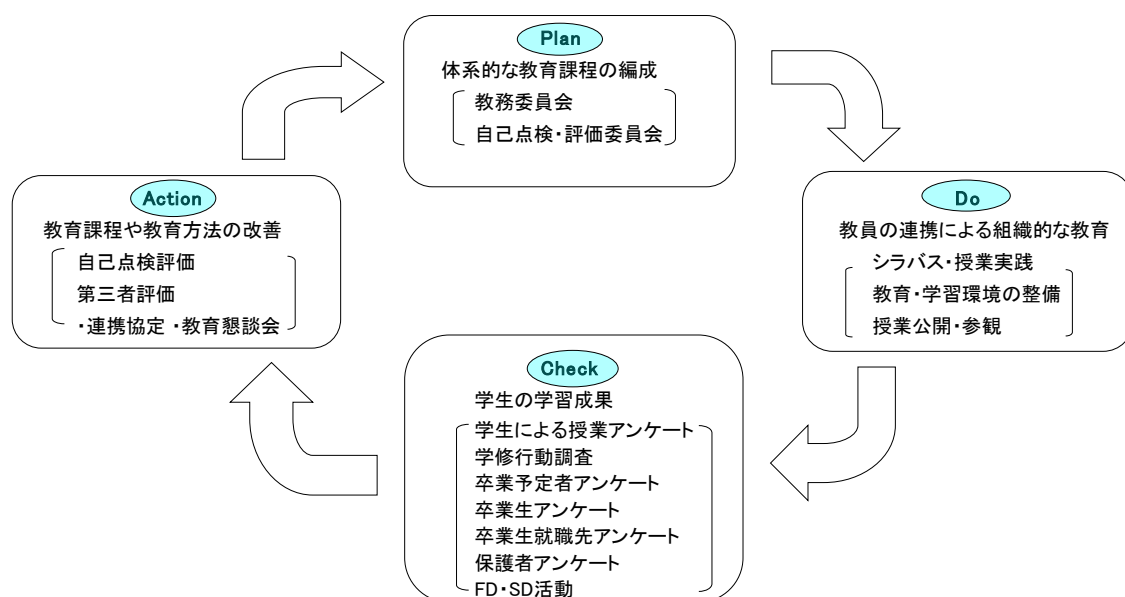 Plan
体系的な教育課程の編成
教務委員会
自己点検・評価委員会
Action
教育課程や教育方法の改善
自己点検評価
第三者評価
・連携協定 ・教育懇談会
Do
教員の連携による組織的な教育
シラバス・授業実践
教育・学習環境の整備
授業公開・参観
Check
学生の学習成果
学生による授業アンケート
学修行動調査
卒業予定者アンケート
卒業生アンケート
卒業生就職先アンケート
保護者アンケート
FD・SD活動